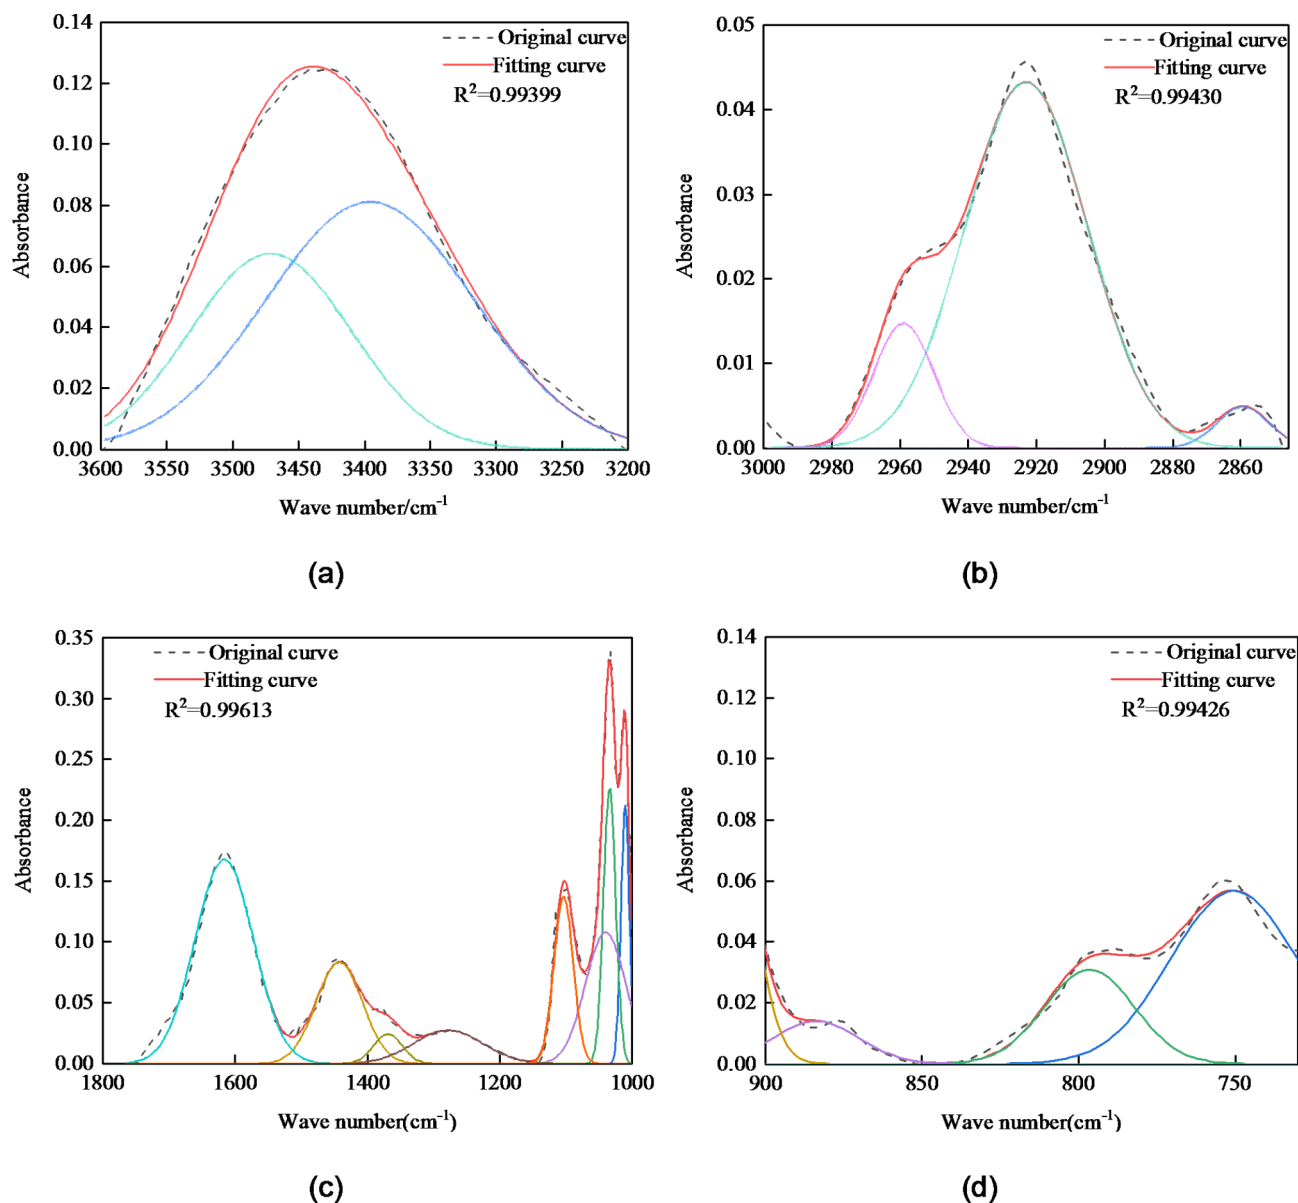 0.14
0.12
0.10
0.08
0.06
0.04
0.02
0.00
Absorbance
Original curve
Fitting curve
R²=0.99399
3600 3550 3500 3450 3400 3350 3300 3250 3200
Wave number/cm⁻¹
(a)
0.05
0.04
0.03
0.02
0.01
0.00
Absorbance
Original curve
Fitting curve
R²=0.99430
3000 2980 2960 2940 2920 2900 2880 2860
Wave number/cm⁻¹
(b)
0.35
0.30
0.25
0.20
0.15
0.10
0.05
0.00
Absorbance
Original curve
Fitting curve
R²=0.99613
1800 1600 1400 1200 1000
Wave number(cm⁻¹)
(c)
0.14
0.12
0.10
0.08
0.06
0.04
0.02
0.00
Absorbance
Original curve
Fitting curve
R²=0.99426
900 850 800 750
Wave number(cm⁻¹)
(d)